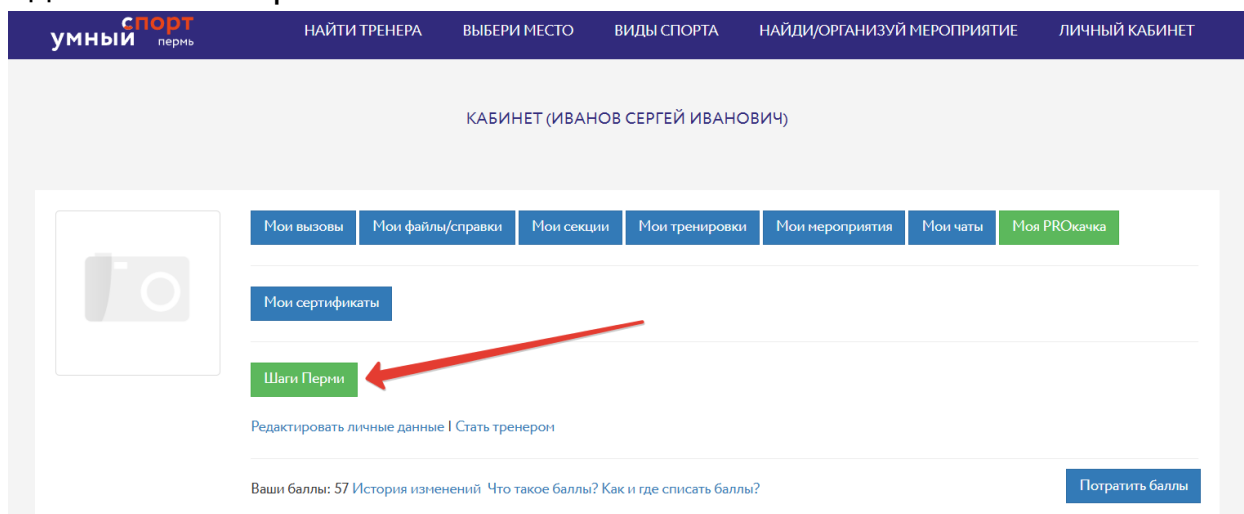 умный спорт пермь
НАЙТИ ТРЕНЕРА ВЫБЕРИ МЕСТО ВИДЫ СПОРТА НАЙДИ/ОРГАНИЗУЙ МЕРОПРИЯТИЕ ЛИЧНЫЙ КАБИНЕТ
КАБИНЕТ (ИВАНОВ СЕРГЕЙ ИВАНОВИЧ)
Мои вызовы Мои файлы/справки Мои секции Мои тренировки Мои мероприятия Мои чаты Моя PROкачка
Мои сертификаты
Шаги Перми
Редактировать личные данные | Стать тренером
Ваши баллы: 57 История изменений Что такое баллы? Как и где списать баллы? Потратить баллы